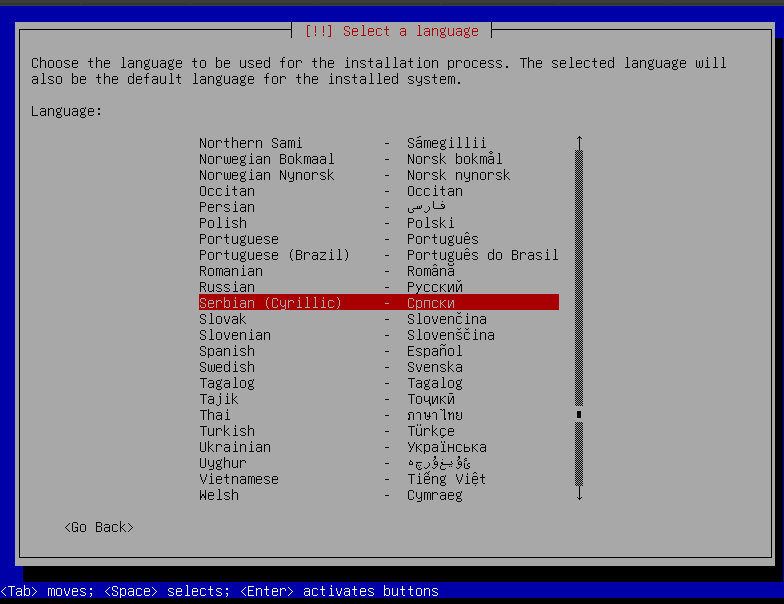 [!!] Select a language
Choose the language to be used for the installation process. The selected language will
also be the default language for the installed system.
Language:
Northern Sami - Sámegillii
Norwegian Bokmaal - Norsk bokmål
Norwegian Nynorsk - Norsk nynorsk
Occitan - Occitan
Persian - فارسی
Polish - Polski
Portuguese - Português
Portuguese (Brazil) - Português do Brasil
Romanian - Română
Russian - Русский
Serbian (Cyrillic) - Српски
Slovak - Slovenčina
Slovenian - Slovenščina
Spanish - Español
Swedish - Svenska
Tagalog - Tagalog
Tajik - Тоҷикӣ
Thai - ภาษาไทย
Turkish - Türkçe
Ukrainian - Українська
Uyghur - ئۇيغۇرچە
Vietnamese - Tiếng Việt
Welsh - Cymraeg
<Go Back>
<Tab> moves; <Space> selects; <Enter> activates buttons